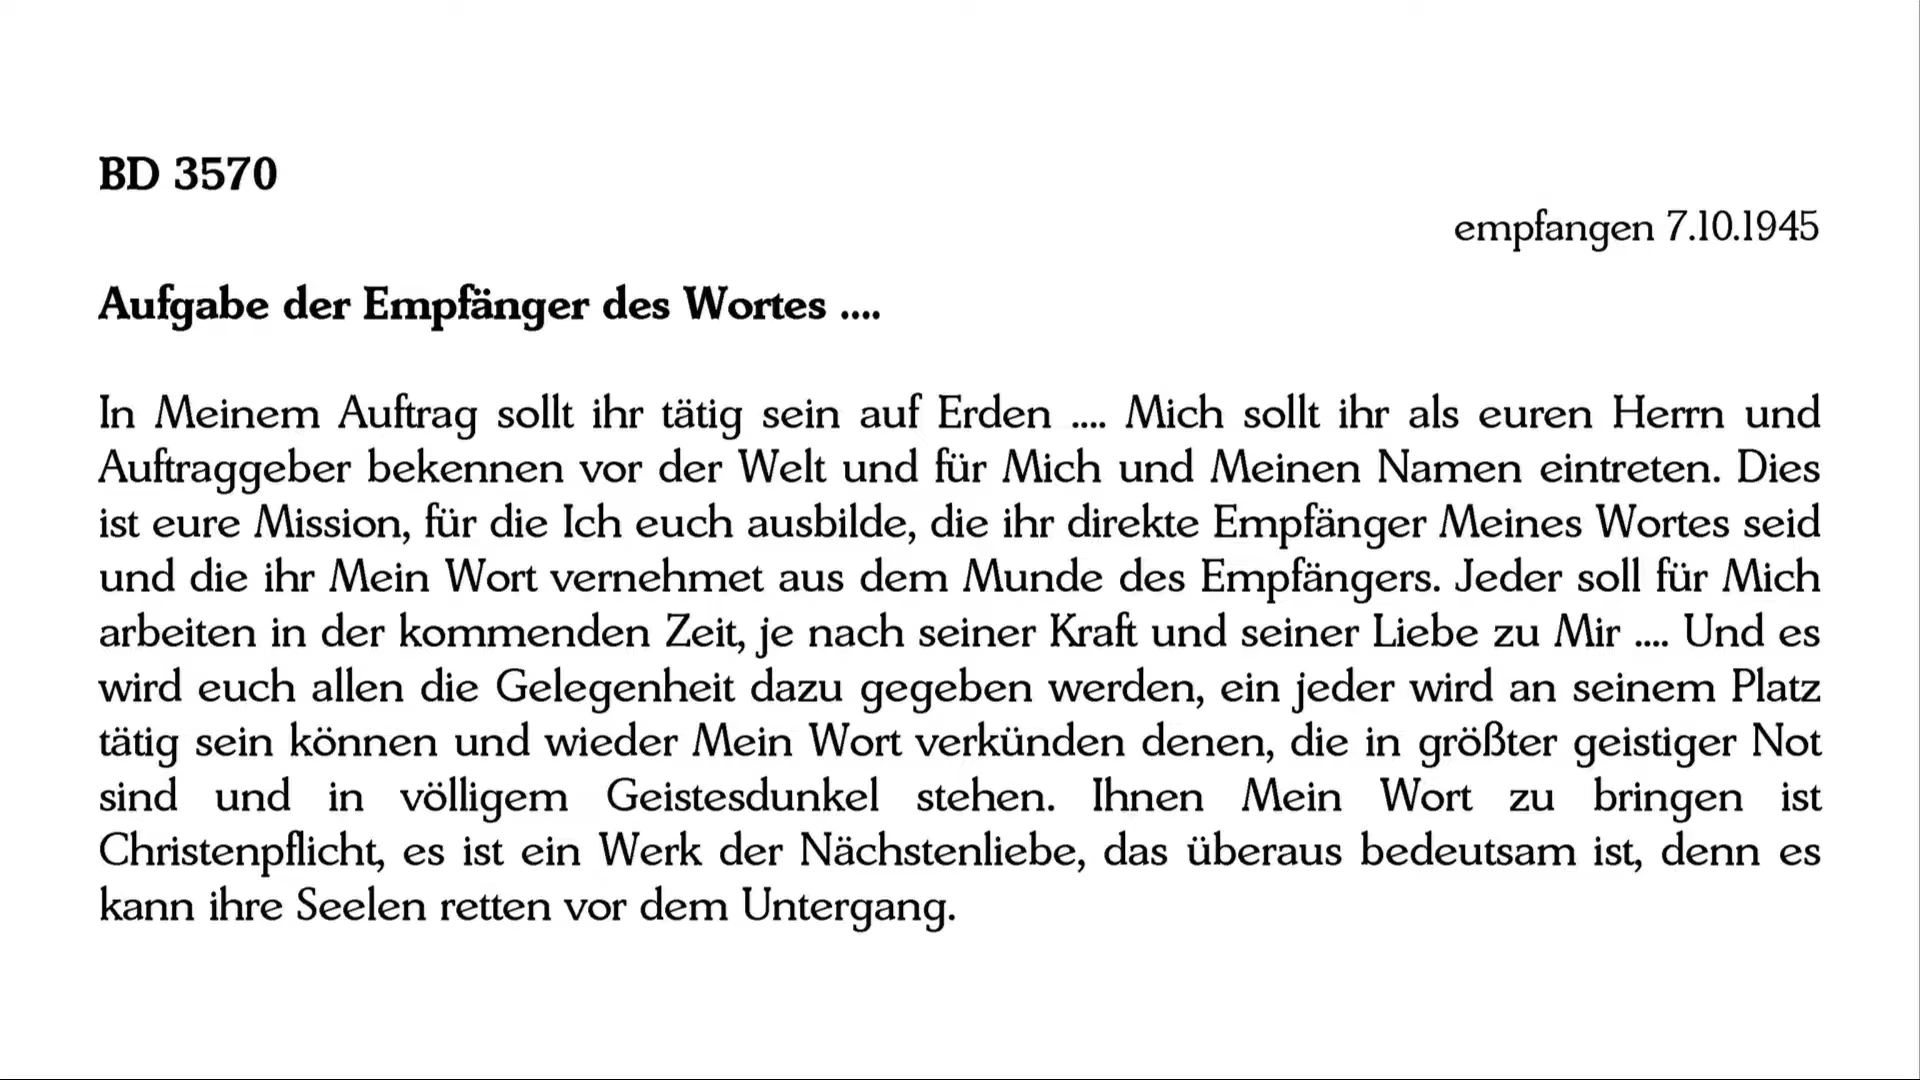 BD 3570
empfangen 7.10.1945
Aufgabe der Empfänger des Wortes ....
In Meinem Auftrag sollt ihr tätig sein auf Erden .... Mich sollt ihr als euren Herrn und
Auftraggeber bekennen vor der Welt und für Mich und Meinen Namen eintreten. Dies
ist eure Mission, für die Ich euch ausbilde, die ihr direkte Empfänger Meines Wortes seid
und die ihr Mein Wort vernehmet aus dem Munde des Empfängers. Jeder soll für Mich
arbeiten in der kommenden Zeit, je nach seiner Kraft und seiner Liebe zu Mir .... Und es
wird euch allen die Gelegenheit dazu gegeben werden, ein jeder wird an seinem Platz
tätig sein können und wieder Mein Wort verkünden denen, die in größter geistiger Not
sind und in völligem Geistesdunkel stehen. Ihnen Mein Wort zu bringen ist
Christenpflicht, es ist ein Werk der Nächstenliebe, das überaus bedeutsam ist, denn es
kann ihre Seelen retten vor dem Untergang.